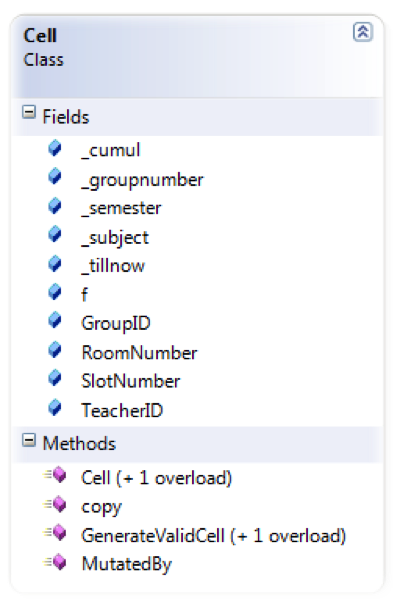 Cell
Class
Fields
_cumul
_groupnumber
_semester
_subject
_tillnow
f
GroupID
RoomNumber
SlotNumber
TeacherID
Methods
Cell (+ 1 overload)
copy
GenerateValidCell (+ 1 overload)
MutatedBy